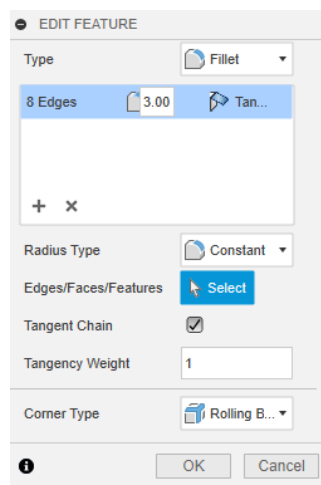 EDIT FEATURE
Type Fillet
8 Edges 3.00 Tan...
Radius Type Constant
Edges/Faces/Features Select
Tangent Chain
Tangency Weight 1
Corner Type Rolling B...
OK Cancel